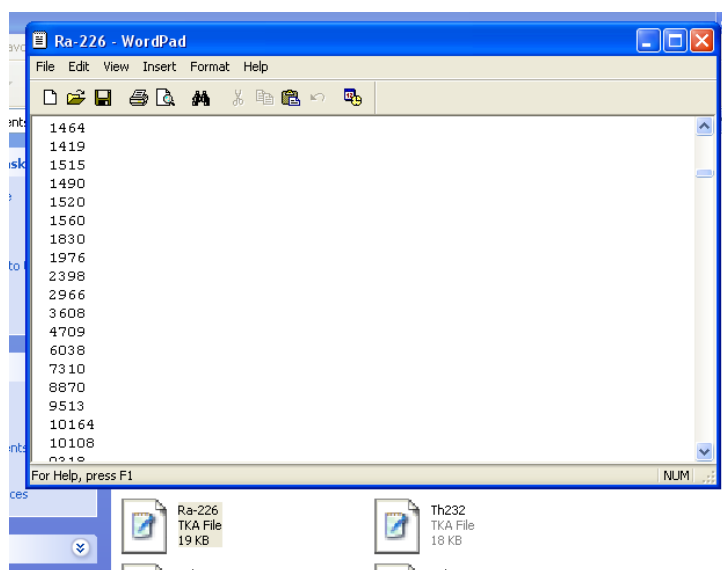 Ra-226 - WordPad
File Edit View Insert Format Help
1464
1419
1515
1490
1520
1560
1830
1976
2398
2966
3608
4709
6038
7310
8870
9513
10164
10108
For Help, press F1
NUM
Ra-226
TKA File
19 KB
Th232
TKA File
18 KB